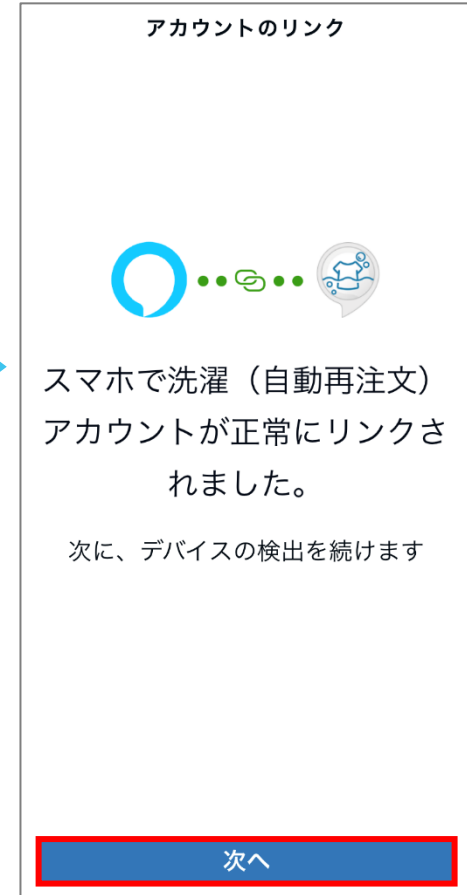 アカウントのリンク
スマホで洗濯（自動再注文）
アカウントが正常にリンクさ
れました。
次に、デバイスの検出を続けます
次へ